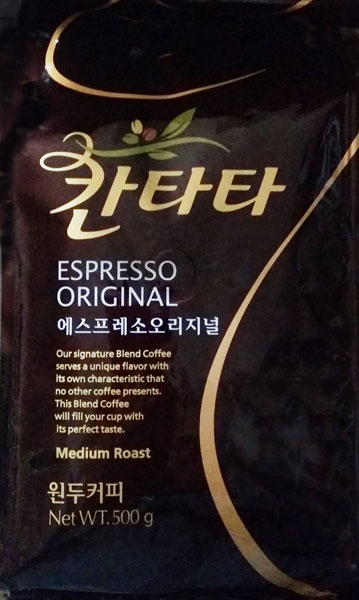 칸타타
ESPRESSO
ORIGINAL
에스프레소오리지널
Our signature Blend Coffee
serves a unique flavor with
its own characteristic that
no other coffee presents.
This Blend Coffee
will fill your cup with
its perfect taste.
Medium Roast
원두커피
Net WT. 500 g